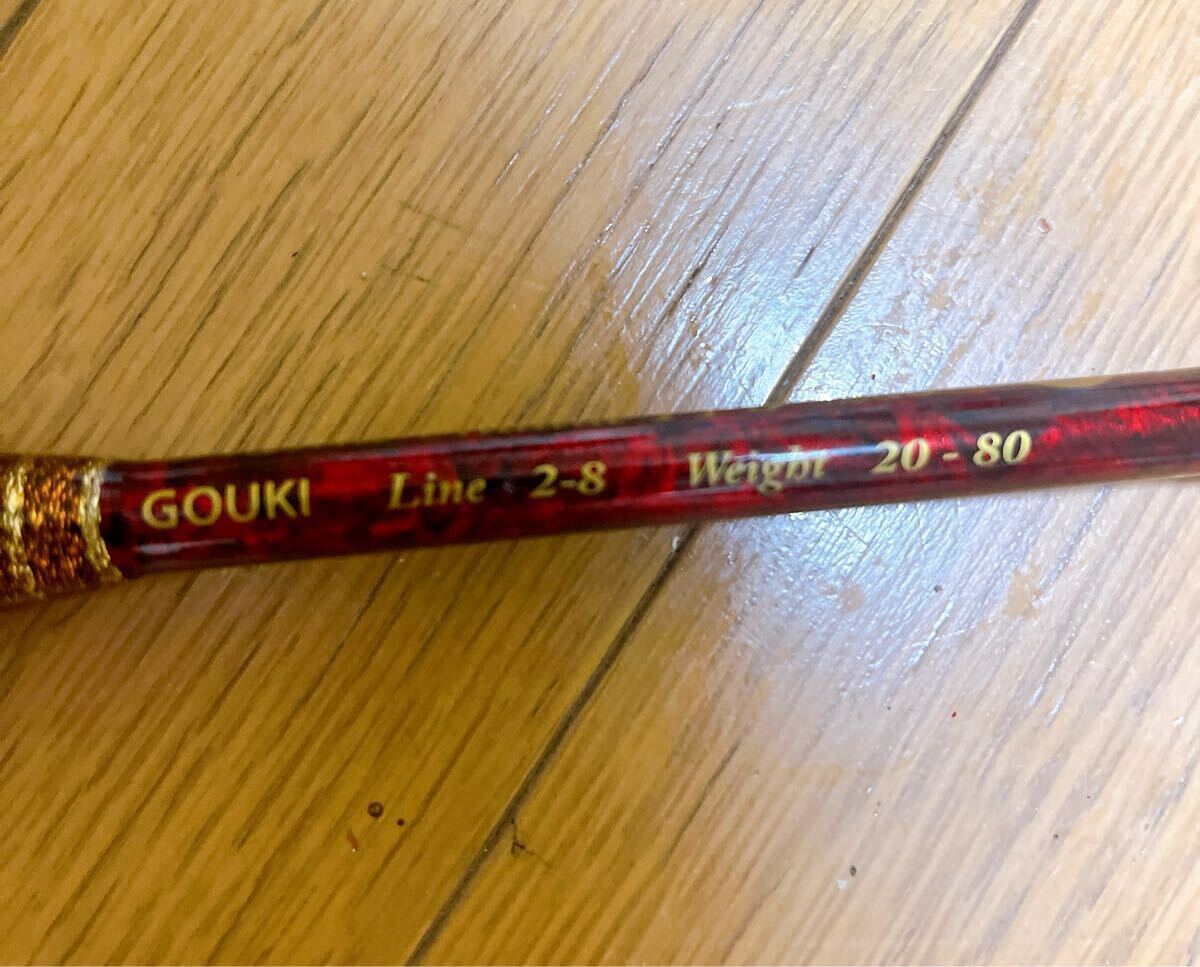 GOUKI Line 2-8 Weight 20 - 80